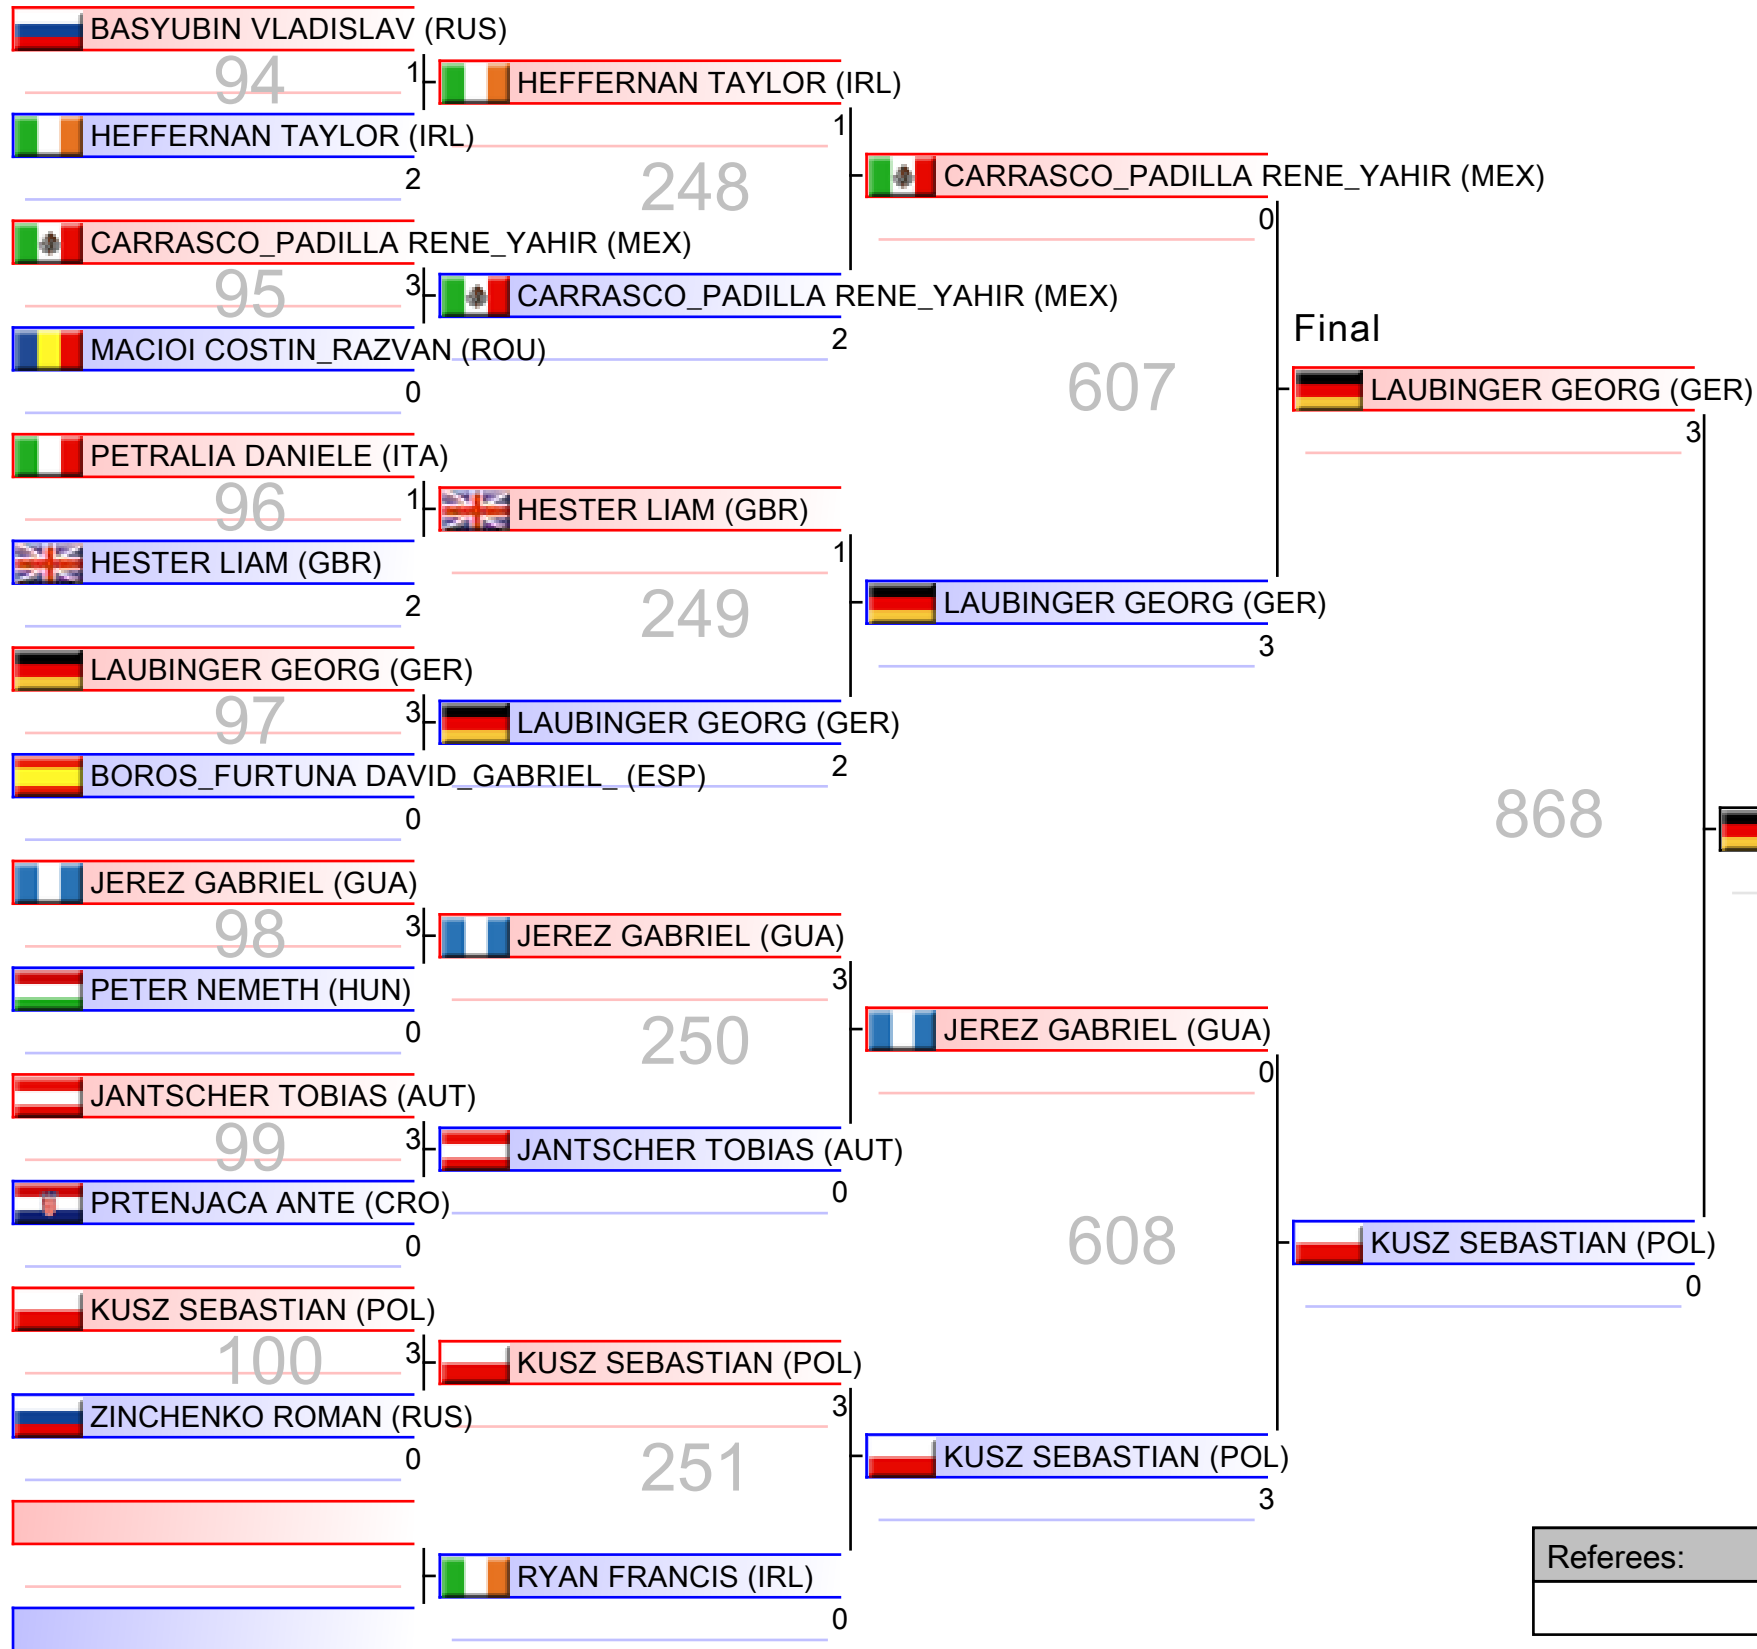 BASYUBIN VLADISLAV (RUS)
94
1
HEFFERNAN TAYLOR (IRL)
2
CARRASCO_PADILLA RENE_YAHIR (MEX)
95
3
MACIOI COSTIN_RAZVAN (ROU)
0
PETRALIA DANIELE (ITA)
96
1
HESTER LIAM (GBR)
2
LAUBINGER GEORG (GER)
97
3
BOROS_FURTUNA DAVID_GABRIEL_ (ESP)
0
JEREZ GABRIEL (GUA)
98
3
PETER NEMETH (HUN)
0
JANTSCHER TOBIAS (AUT)
99
3
PRTENJACA ANTE (CRO)
0
KUSZ SEBASTIAN (POL)
100
3
ZINCHENKO ROMAN (RUS)
0
HEFFERNAN TAYLOR (IRL)
1
248
CARRASCO_PADILLA RENE_YAHIR (MEX)
2
HESTER LIAM (GBR)
1
249
LAUBINGER GEORG (GER)
2
JEREZ GABRIEL (GUA)
3
250
JANTSCHER TOBIAS (AUT)
0
KUSZ SEBASTIAN (POL)
3
251
RYAN FRANCIS (IRL)
0
CARRASCO_PADILLA RENE_YAHIR (MEX)
0
607
LAUBINGER GEORG (GER)
3
JEREZ GABRIEL (GUA)
0
608
KUSZ SEBASTIAN (POL)
3
Final
LAUBINGER GEORG (GER)
3
868
KUSZ SEBASTIAN (POL)
0
Referees: